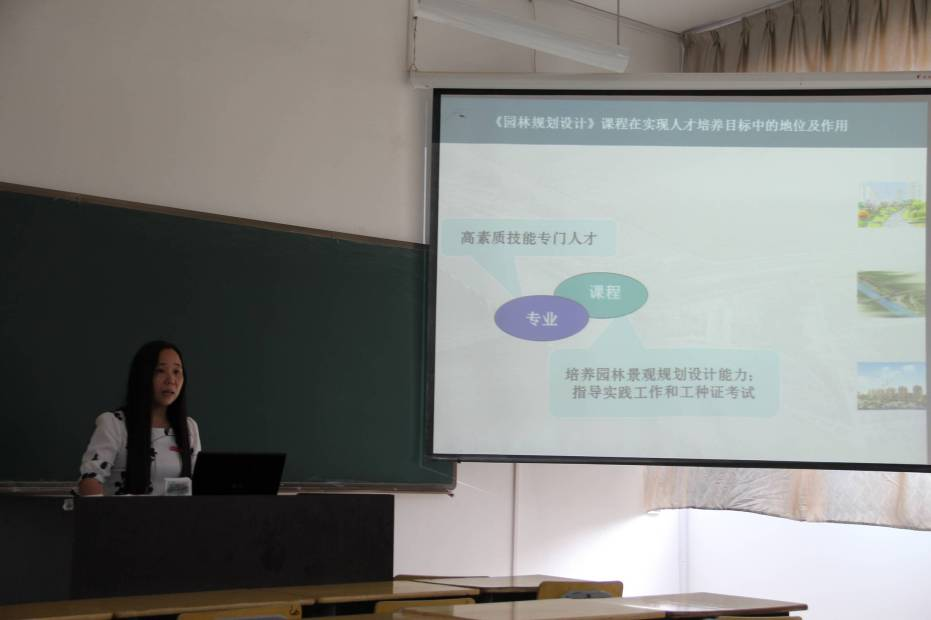 《园林规划设计》课程在实现人才培养目标中的地位及作用
高素质技能专门人才
课程
专业
培养园林景观规划设计能力；
指导实践工作和工种证考试